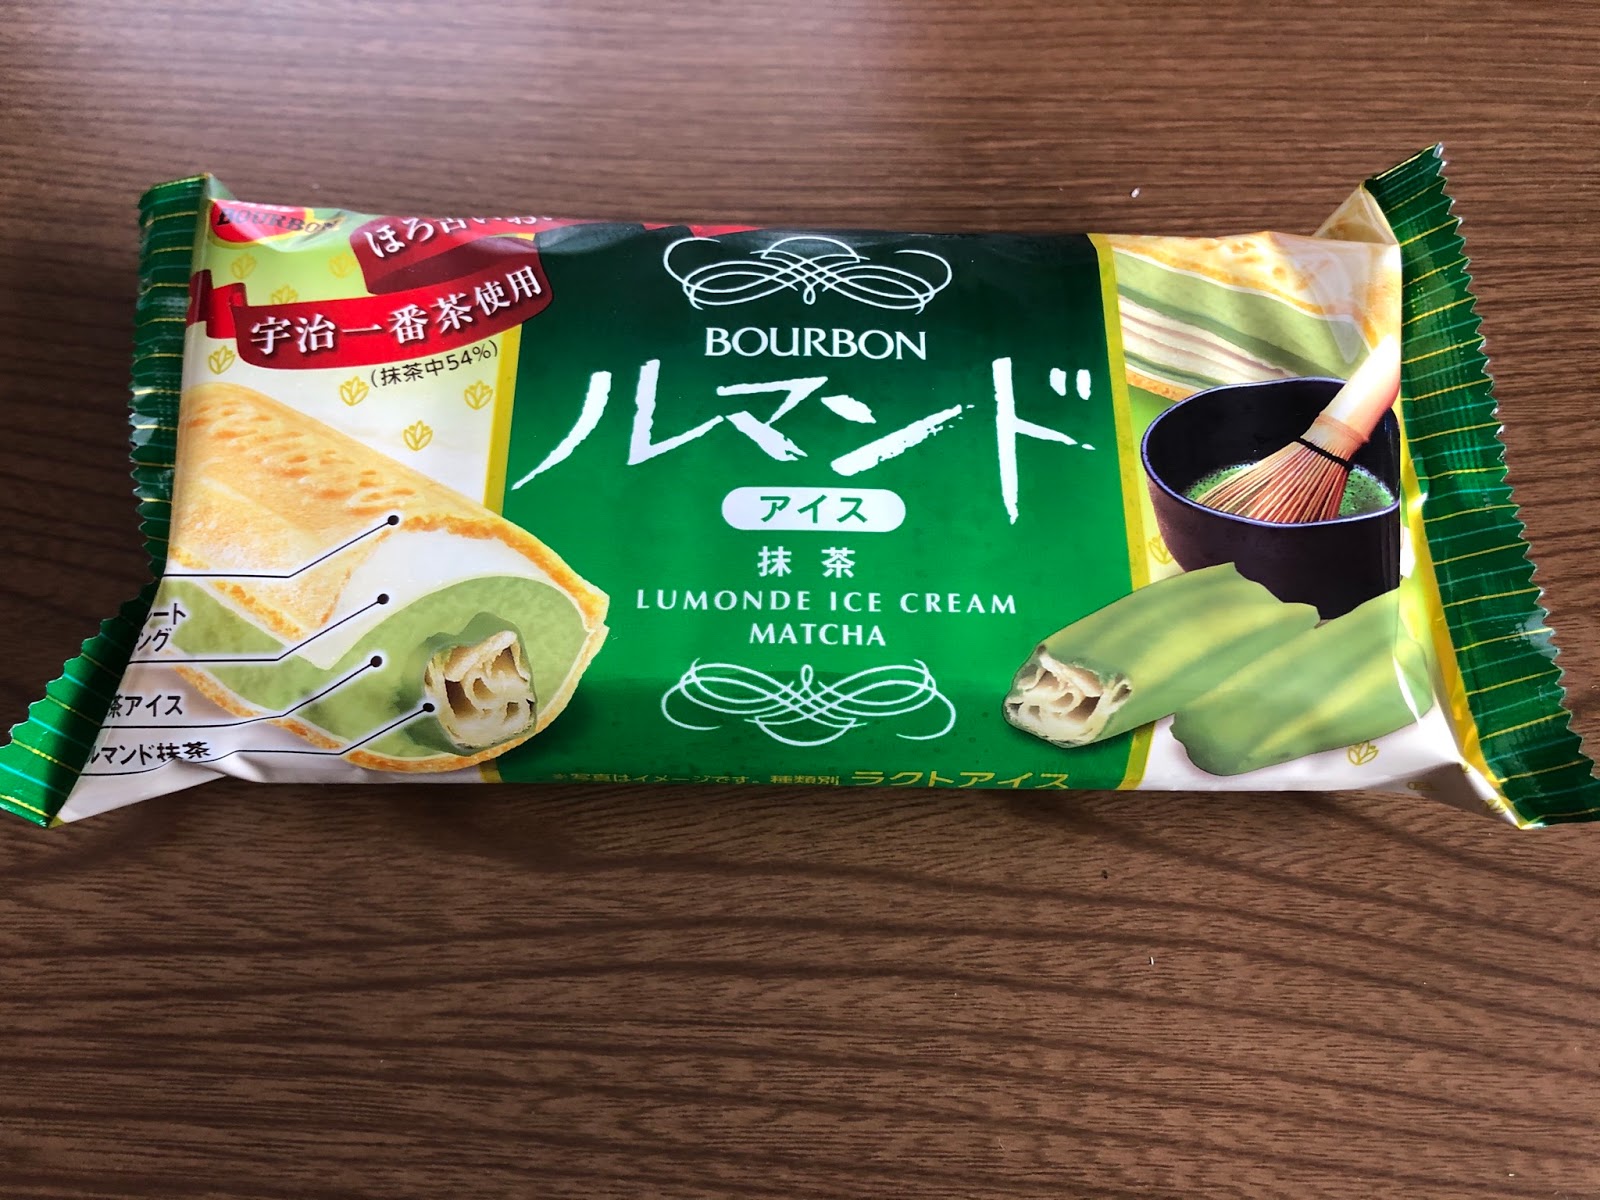 BOURBON
ほろ苦いお
宇治一番茶使用
(抹茶中54%)
BOURBON
ルマンド
アイス
抹茶
LUMONDE ICE CREAM
MATCHA
レート
ング
茶アイス
ルマンド抹茶
※写真はイメージです。種類別 ラクトアイス